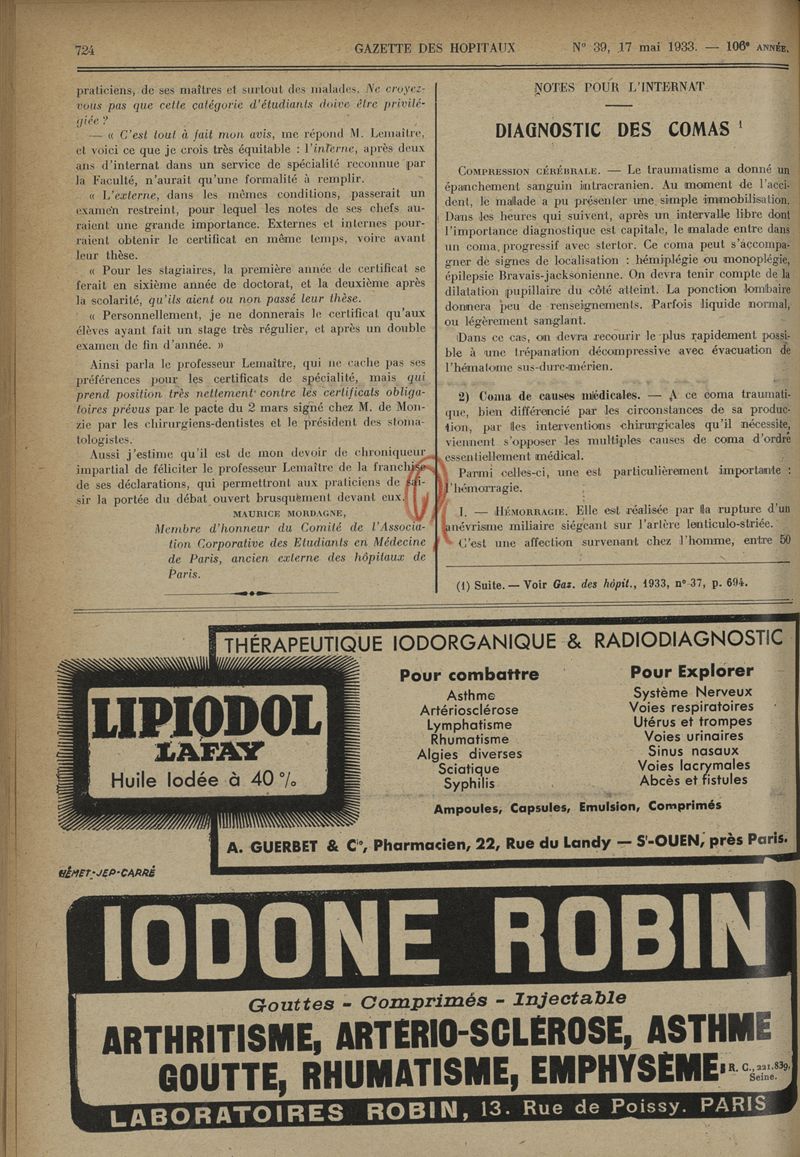 724
GAZETTE DES HOPITAUX
N° 39, 17 mai 1933. — 106e ANNÉE.
praticiens, de ses maîtres et surtout des malades. Ne croyez-
vous pas que cette catégorie d'étudiants doive être privilé-
giée ?
— « C'est tout à fait mon avis, me répond M. Lemaître,
et voici ce que je crois très équitable : l'interne, après deux
ans d'internat dans un service de spécialité reconnue par
la Faculté, n'aurait qu'une formalité à remplir.
« L'externe, dans les mêmes conditions, passerait un
examen restreint, pour lequel les notes de ses chefs au-
raient une grande importance. Externes et internes pour-
raient obtenir le certificat en même temps, voire avant
leur thèse.
« Pour les stagiaires, la première année de certificat se
ferait en sixième année de doctorat, et la deuxième après
la scolarité, qu'ils aient ou non passé leur thèse.
« Personnellement, je ne donnerais le certificat qu'aux
élèves ayant fait un stage très régulier, et après un double
examen de fin d'année. »
Ainsi parla le professeur Lemaître, qui ne cache pas ses
préférences pour les certificats de spécialité, mais qui
prend position très nettement contre les certificats obliga-
toires prévus par le pacte du 2 mars signé chez M. de Mon-
zie par les chirurgiens-dentistes et le président des stoma-
tologistes.
Aussi j'estime qu'il est de mon devoir de chroniqueur
impartial de féliciter le professeur Lemaître de la franchise
de ses déclarations, qui permettront aux praticiens de sai-
sir la portée du débat ouvert brusquement devant eux.
MAURICE MORDAGNE,
Membre d'honneur du Comité de l'Associa-
tion Corporative des Etudiants en Médecine
de Paris, ancien externe des hôpitaux de
Paris.
NOTES POUR L'INTERNAT
DIAGNOSTIC DES COMAS 1
COMPRESSION CÉRÉBRALE. — Le traumatisme a donné un
épanchement sanguin intracranien. Au moment de l'acci-
dent, le malade a pu présenter une simple immobilisation.
Dans les heures qui suivent, après un intervalle libre dont
l'importance diagnostique est capitale, le malade entre dans
un coma progressif avec stertor. Ce coma peut s'accompa-
gner de signes de localisation : hémiplégie ou monoplégie,
épilepsie Bravais-jacksonienne. On devra tenir compte de la
dilatation pupillaire du côté atteint. La ponction lombaire
donnera peu de renseignements. Parfois liquide normal,
ou légèrement sanglant.
Dans ce cas, on devra recourir le plus rapidement possi-
ble à une trépanation décompressive avec évacuation de
l'hématome sus-dure-mérien.
2) Coma de causes médicales. — A ce coma traumati-
que, bien différencié par les circonstances de sa produc-
tion, par les interventions chirurgicales qu'il nécessite,
viennent s'opposer les multiples causes de coma d'ordre
essentiellement médical.
Parmi celles-ci, une est particulièrement importante :
l'hémorragie.
I. — HÉMORRAGIE. Elle est réalisée par la rupture d'un
anévrisme miliaire siégeant sur l'artère lenticulo-striée.
C'est une affection survenant chez l'homme, entre 50
(1) Suite. — Voir Gaz. des hôpit., 1933, n° 37, p. 694.
THÉRAPEUTIQUE IODORGANIQUE & RADIODIAGNOSTIC
LIPIODOL
LAFAY
Huile Iodée à 40 %
Pour combattre
Asthme
Artériosclérose
Lymphatisme
Rhumatisme
Algies diverses
Sciatique
Syphilis
Pour Explorer
Système Nerveux
Voies respiratoires
Utérus et trompes
Voies urinaires
Sinus nasaux
Voies lacrymales
Abcès et fistules
Ampoules, Capsules, Emulsion, Comprimés
A. GUERBET & Cie, Pharmacien, 22, Rue du Landy — St-OUEN, près Paris.
HÉMET-JEP-CARRÉ
IODONE ROBIN
Gouttes - Comprimés - Injectable
ARTHRITISME, ARTÉRIO-SCLÉROSE, ASTHME
GOUTTE, RHUMATISME, EMPHYSÈME
R. C., 221.839,
Seine.
LABORATOIRES ROBIN, 13. Rue de Poissy. PARIS